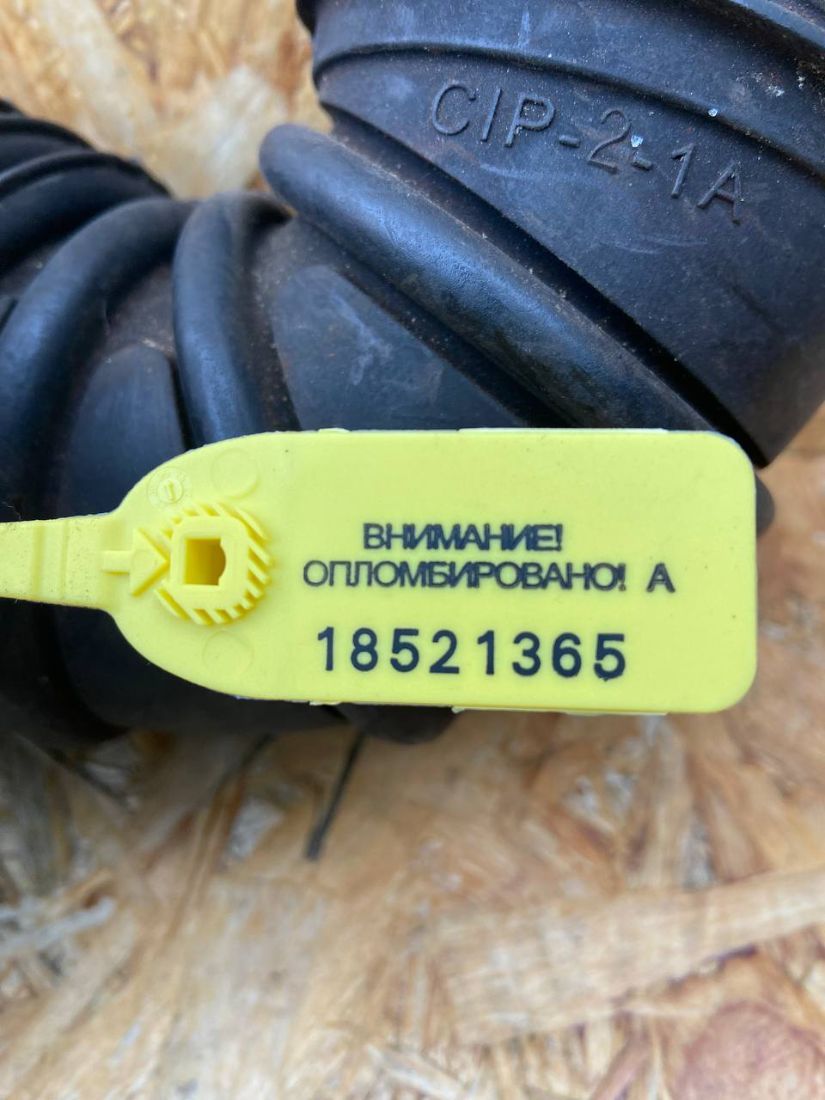 CIP-2-1A
ВНИМАНИЕ!
ОПЛОМБИРОВАНО! А
18521365